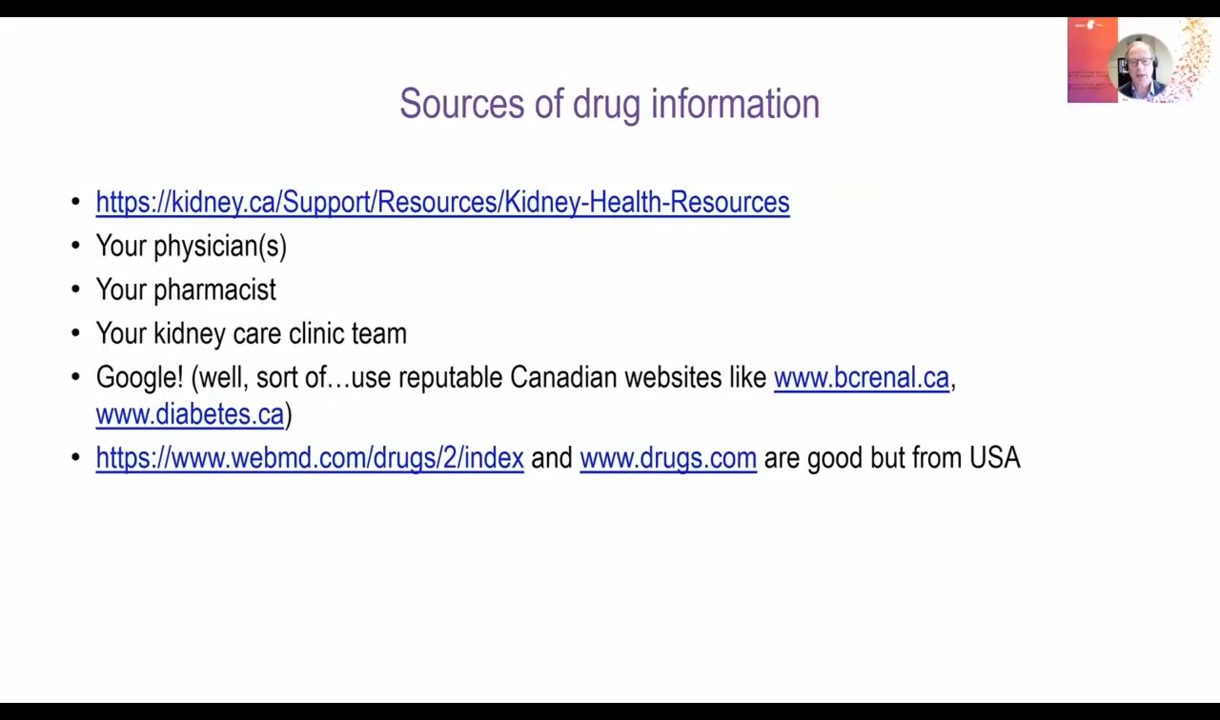 Sources of drug information
• https://kidney.ca/Support/Resources/Kidney-Health-Resources
• Your physician(s)
• Your pharmacist
• Your kidney care clinic team
• Google! (well, sort of…use reputable Canadian websites like www.bcrenal.ca,
www.diabetes.ca)
• https://www.webmd.com/drugs/2/index and www.drugs.com are good but from USA